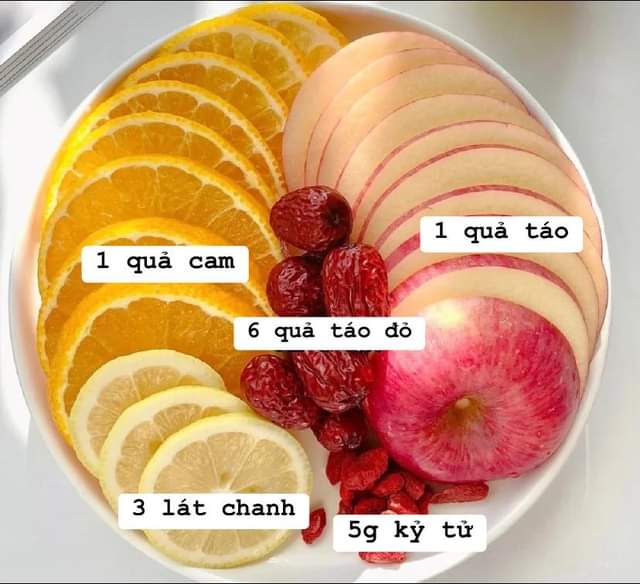 1 quả táo
1 quả cam
6 quả táo đỏ
3 lát chanh
5g kỷ tử